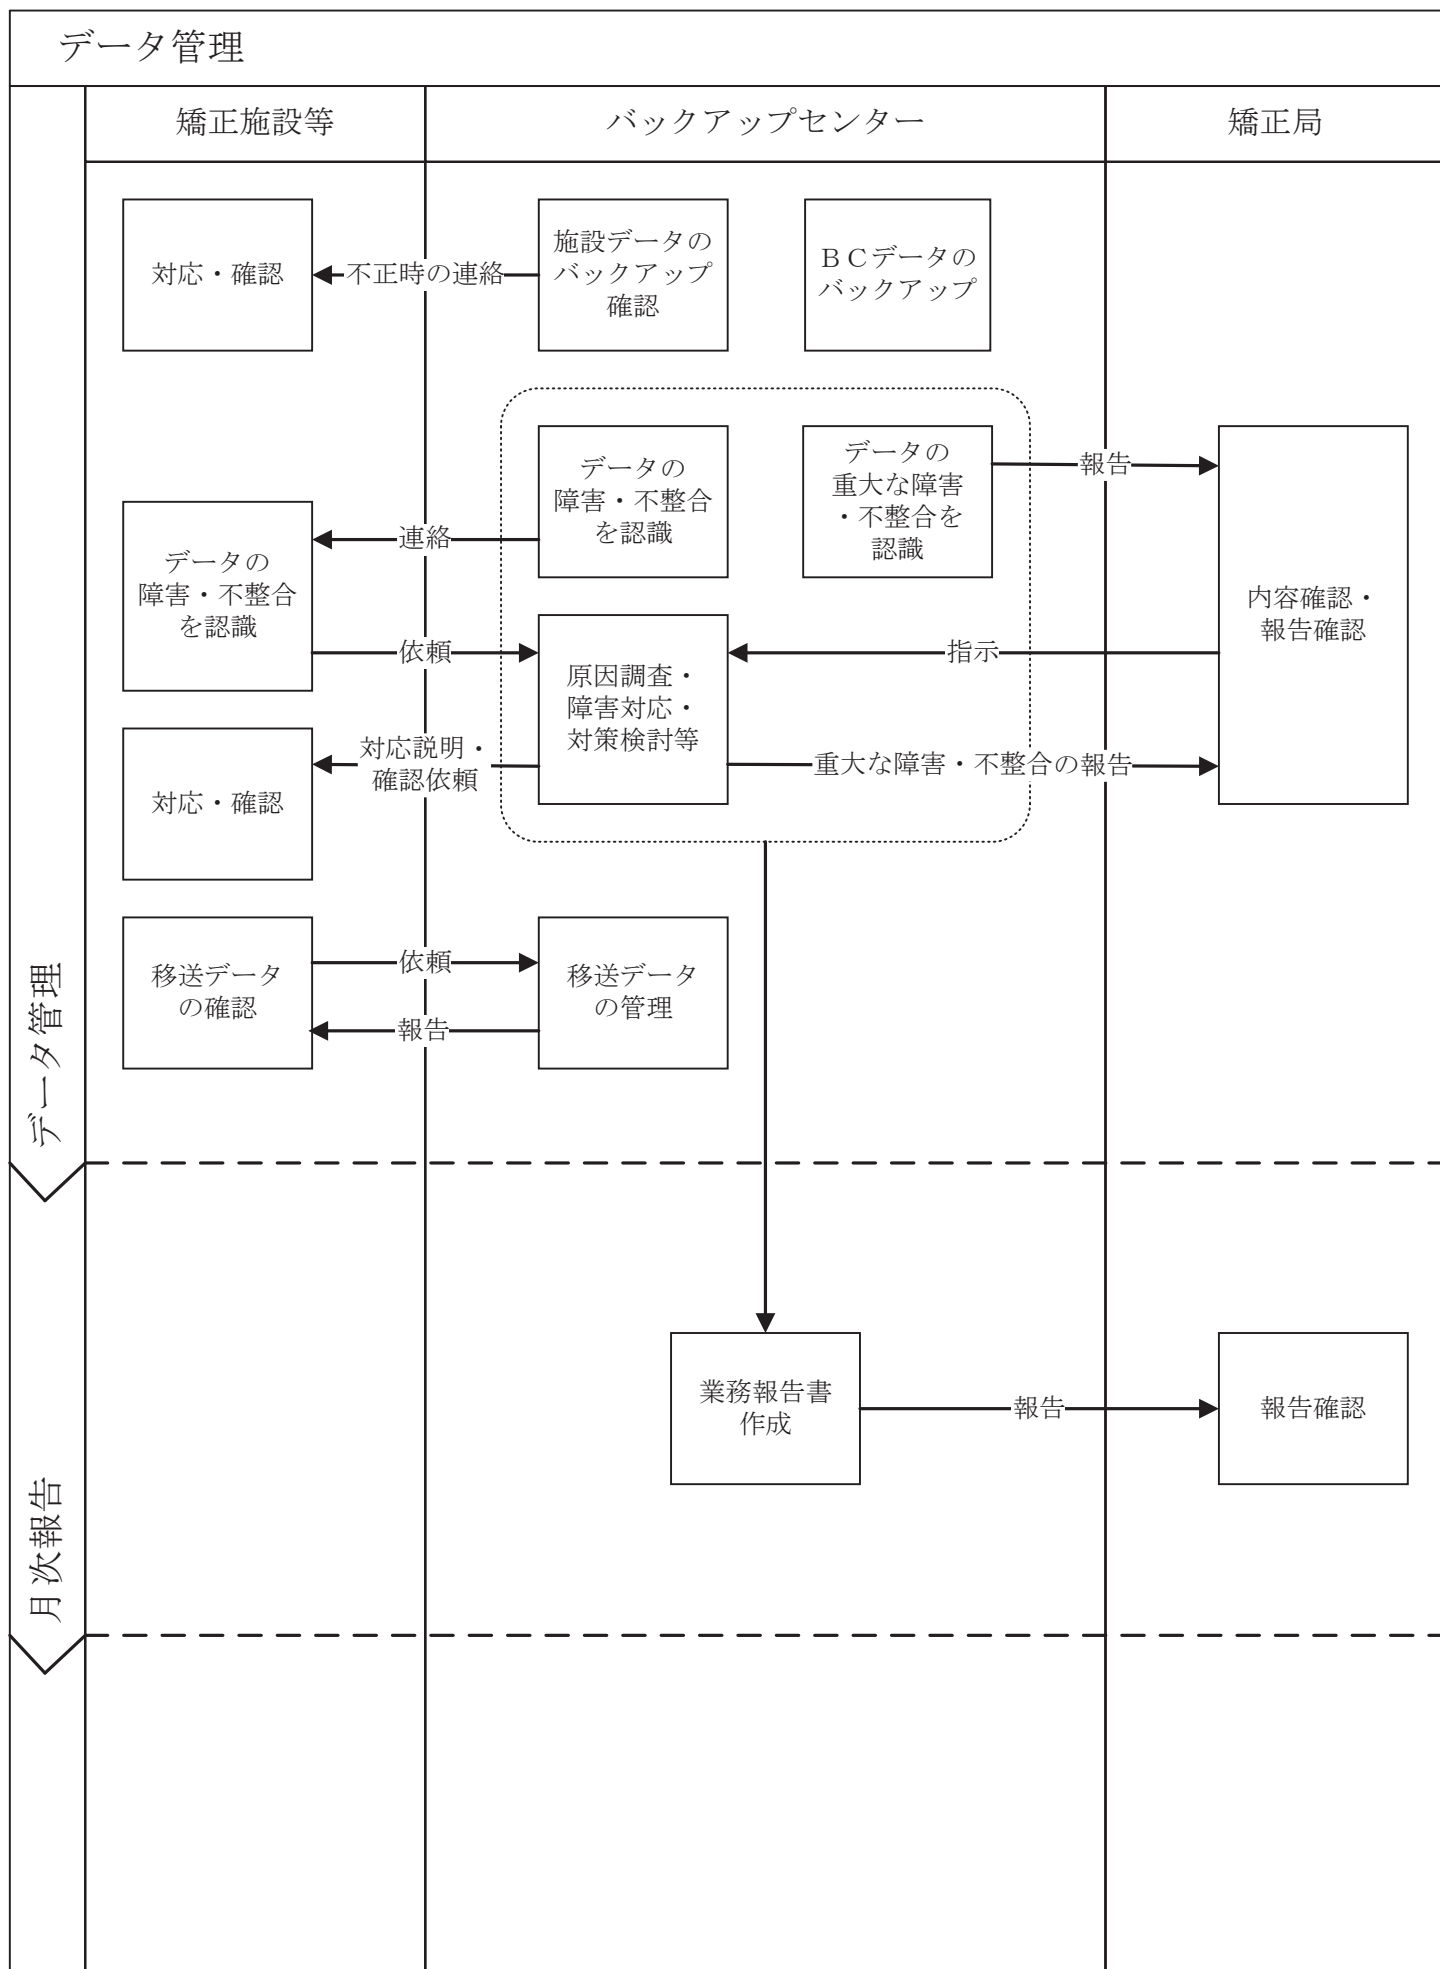 データ管理
矯正施設等
バックアップセンター
矯正局
対応・確認
不正時の連絡
施設データの
バックアップ
確認
ＢＣデータの
バックアップ
データの
障害・不整合
を認識
データの
重大な障害
・不整合を
認識
報告
連絡
データの
障害・不整合
を認識
内容確認・
報告確認
依頼
原因調査・
障害対応・
対策検討等
指示
対応説明・
確認依頼
重大な障害・不整合の報告
対応・確認
移送データ
の確認
依頼
報告
移送データ
の管理
データ管理
業務報告書
作成
報告
報告確認
月次報告